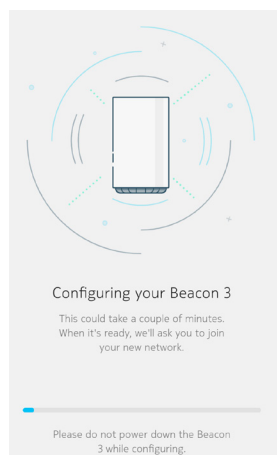 Configuring your Beacon 3
This could take a couple of minutes.
When it's ready, we'll ask you to join
your new network.
Please do not power down the Beacon
3 while configuring.